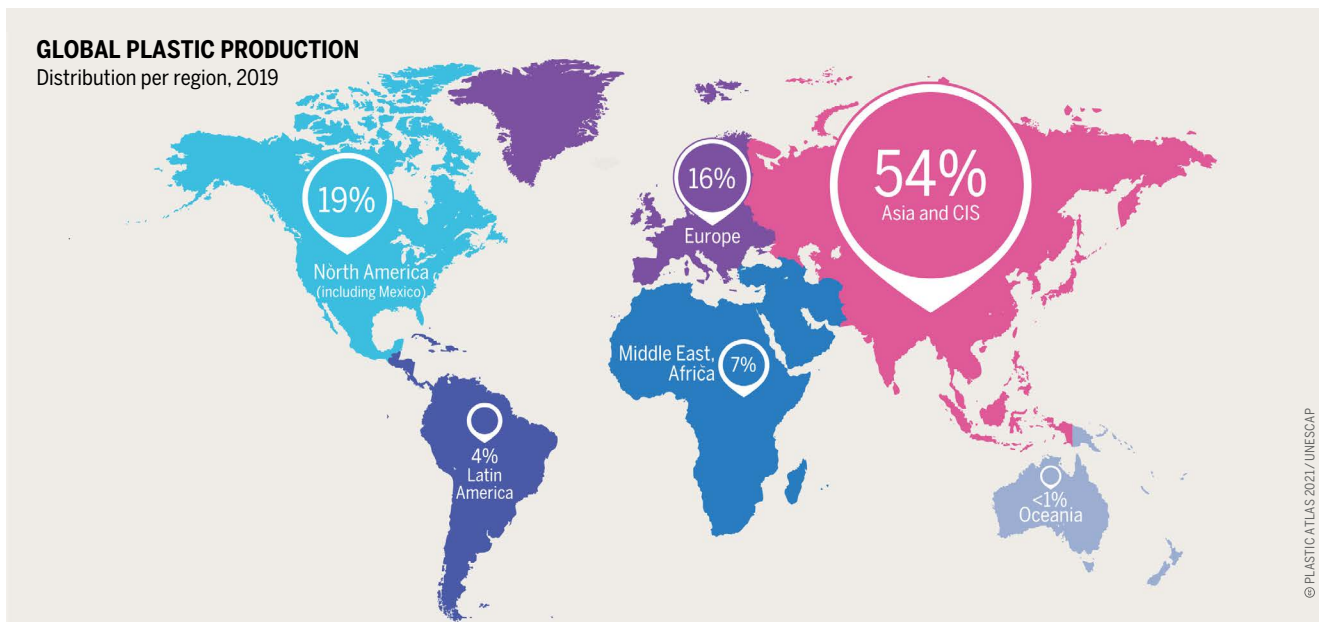 GLOBAL PLASTIC PRODUCTION
Distribution per region, 2019
19%
North America
(including Mexico)
16%
Europe
54%
Asia and CIS
Middle East,
Africa
7%
4%
Latin
America
<1%
Oceania
© PLASTIC ATLAS 2021 / UNESCAP